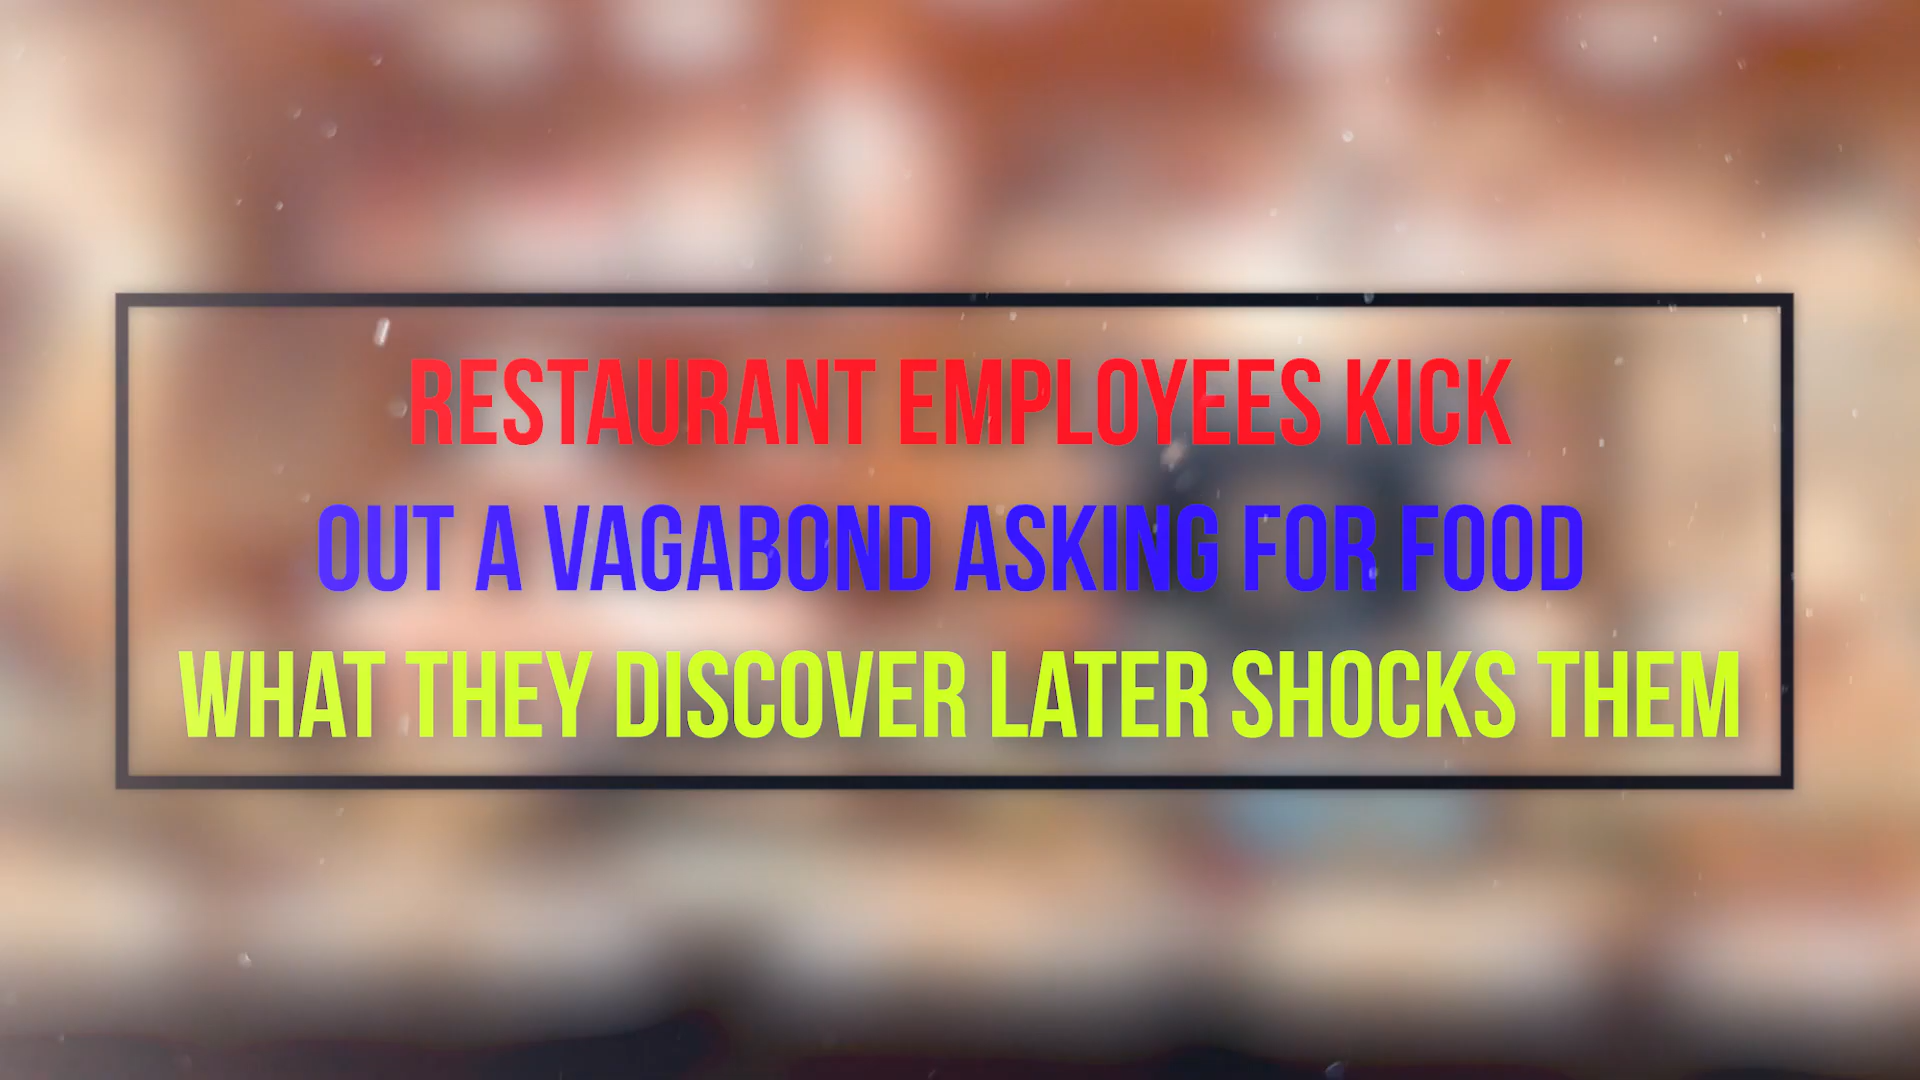 RESTAURANT EMPLOYEES KICK
OUT A VAGABOND ASKING FOR FOOD
WHAT THEY DISCOVER LATER SHOCKS THEM